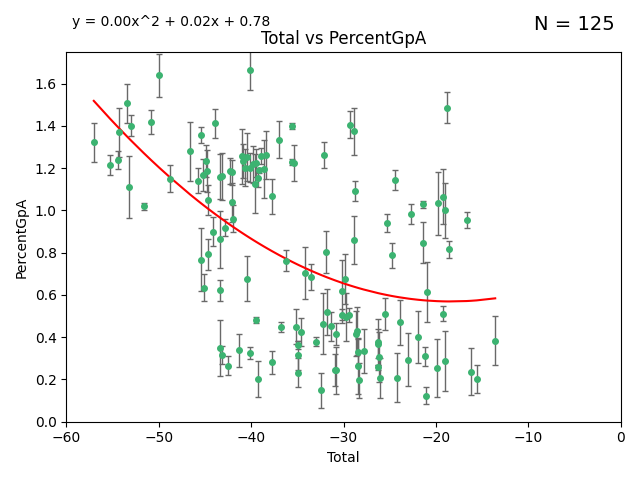 y = 0.00x^2 + 0.02x + 0.78
N = 125
Total vs PercentGpA
PercentGpA
1.6
1.4
1.2
1.0
0.8
0.6
0.4
0.2
0.0
−60 −50 −40 −30 −20 −10 0
Total